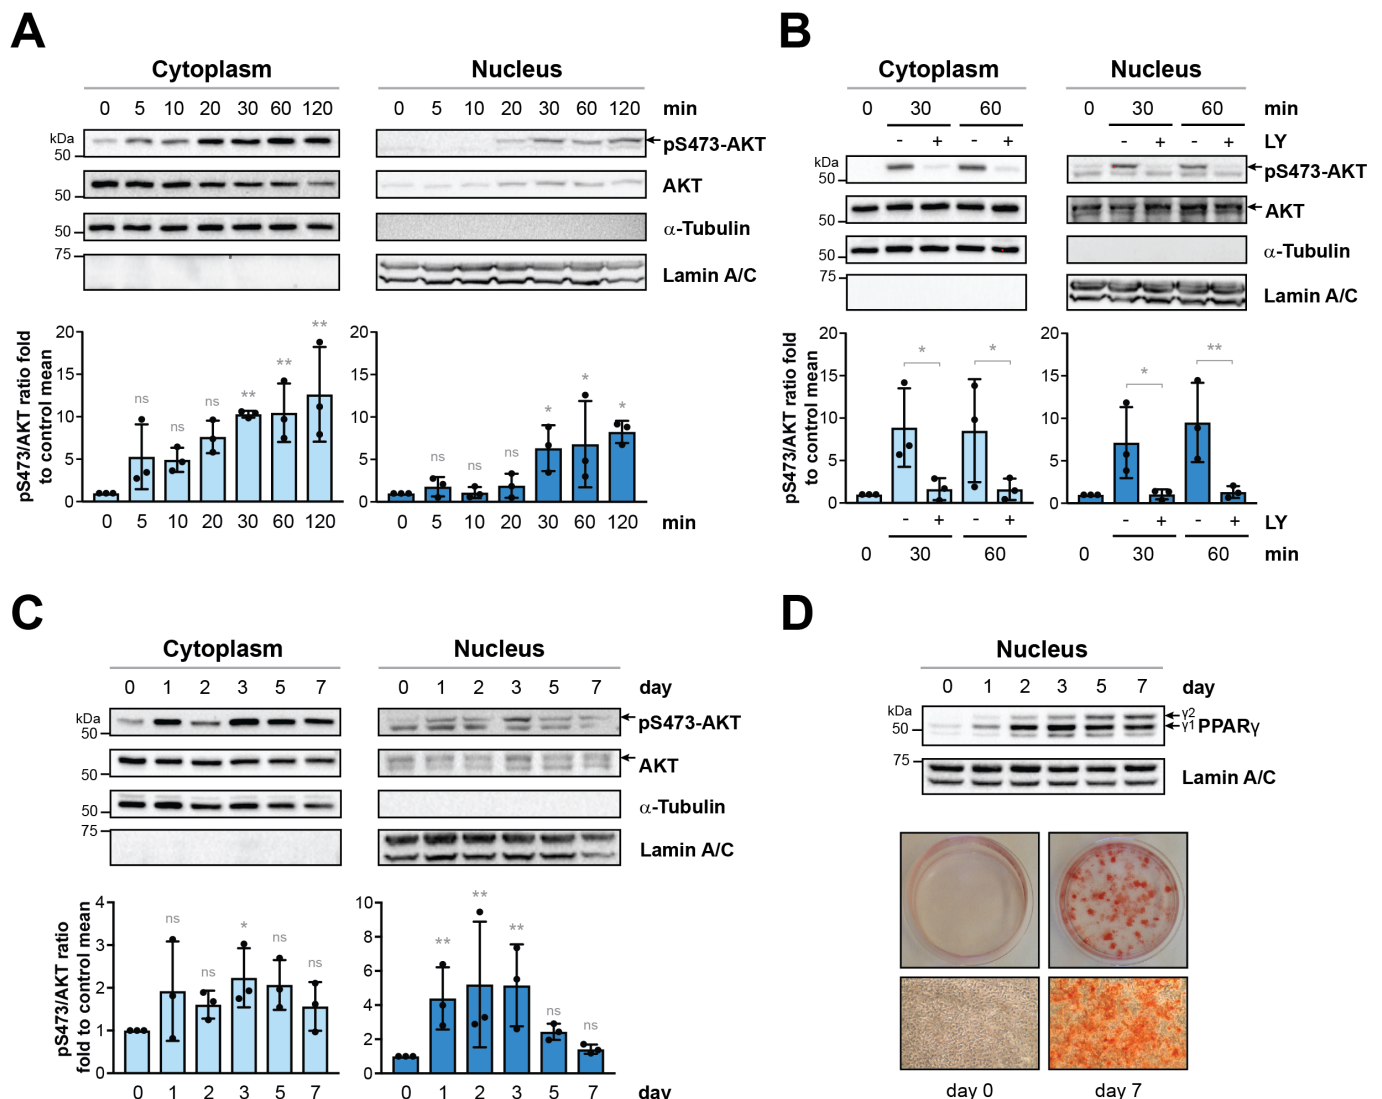 A
Cytoplasm
Nucleus
0 5 10 20 30 60 120
0 5 10 20 30 60 120 min
kDa
50
pS473-AKT
50
AKT
50
α-Tubulin
75
Lamin A/C
pS473/AKT ratio fold
to control mean
20
15
10
5
0
ns
ns
ns
**
**
**
0 5 10 20 30 60 120
20
15
10
5
0
ns
ns
ns
*
*
*
0 5 10 20 30 60 120 min
B
Cytoplasm
Nucleus
0 30 60
0 30 60 min
- + - +
- + - + LY
kDa
50
pS473-AKT
50
AKT
50
α-Tubulin
75
Lamin A/C
pS473/AKT ratio fold
to control mean
20
15
10
5
0
*
*
- + - +
0 30 60
20
15
10
5
0
*
**
- + - + LY
0 30 60 min
C
Cytoplasm
Nucleus
0 1 2 3 5 7
0 1 2 3 5 7 day
kDa
50
pS473-AKT
50
AKT
50
α-Tubulin
75
Lamin A/C
pS473/AKT ratio
fold to control mean
4
3
2
1
0
ns
ns
*
ns
ns
0 1 2 3 5 7
10
8
6
4
2
0
**
**
**
ns
ns
0 1 2 3 5 7 day
D
Nucleus
0 1 2 3 5 7 day
kDa
50
γ2
γ1 PPARγ
75
Lamin A/C
day 0
day 7